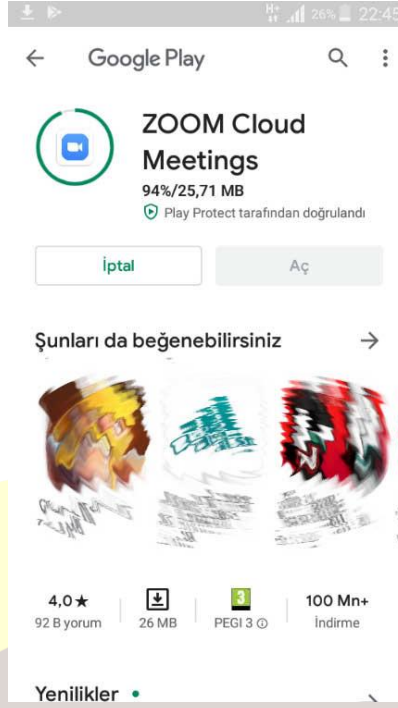 26% 22:45
Google Play
ZOOM Cloud
Meetings
94%/25,71 MB
Play Protect tarafından doğrulandı
İptal
Aç
Şunları da beğenebilirsiniz
4,0★ 26 MB 3 100 Mn+
92 B yorum PEGI 3 İndirme
Yenilikler